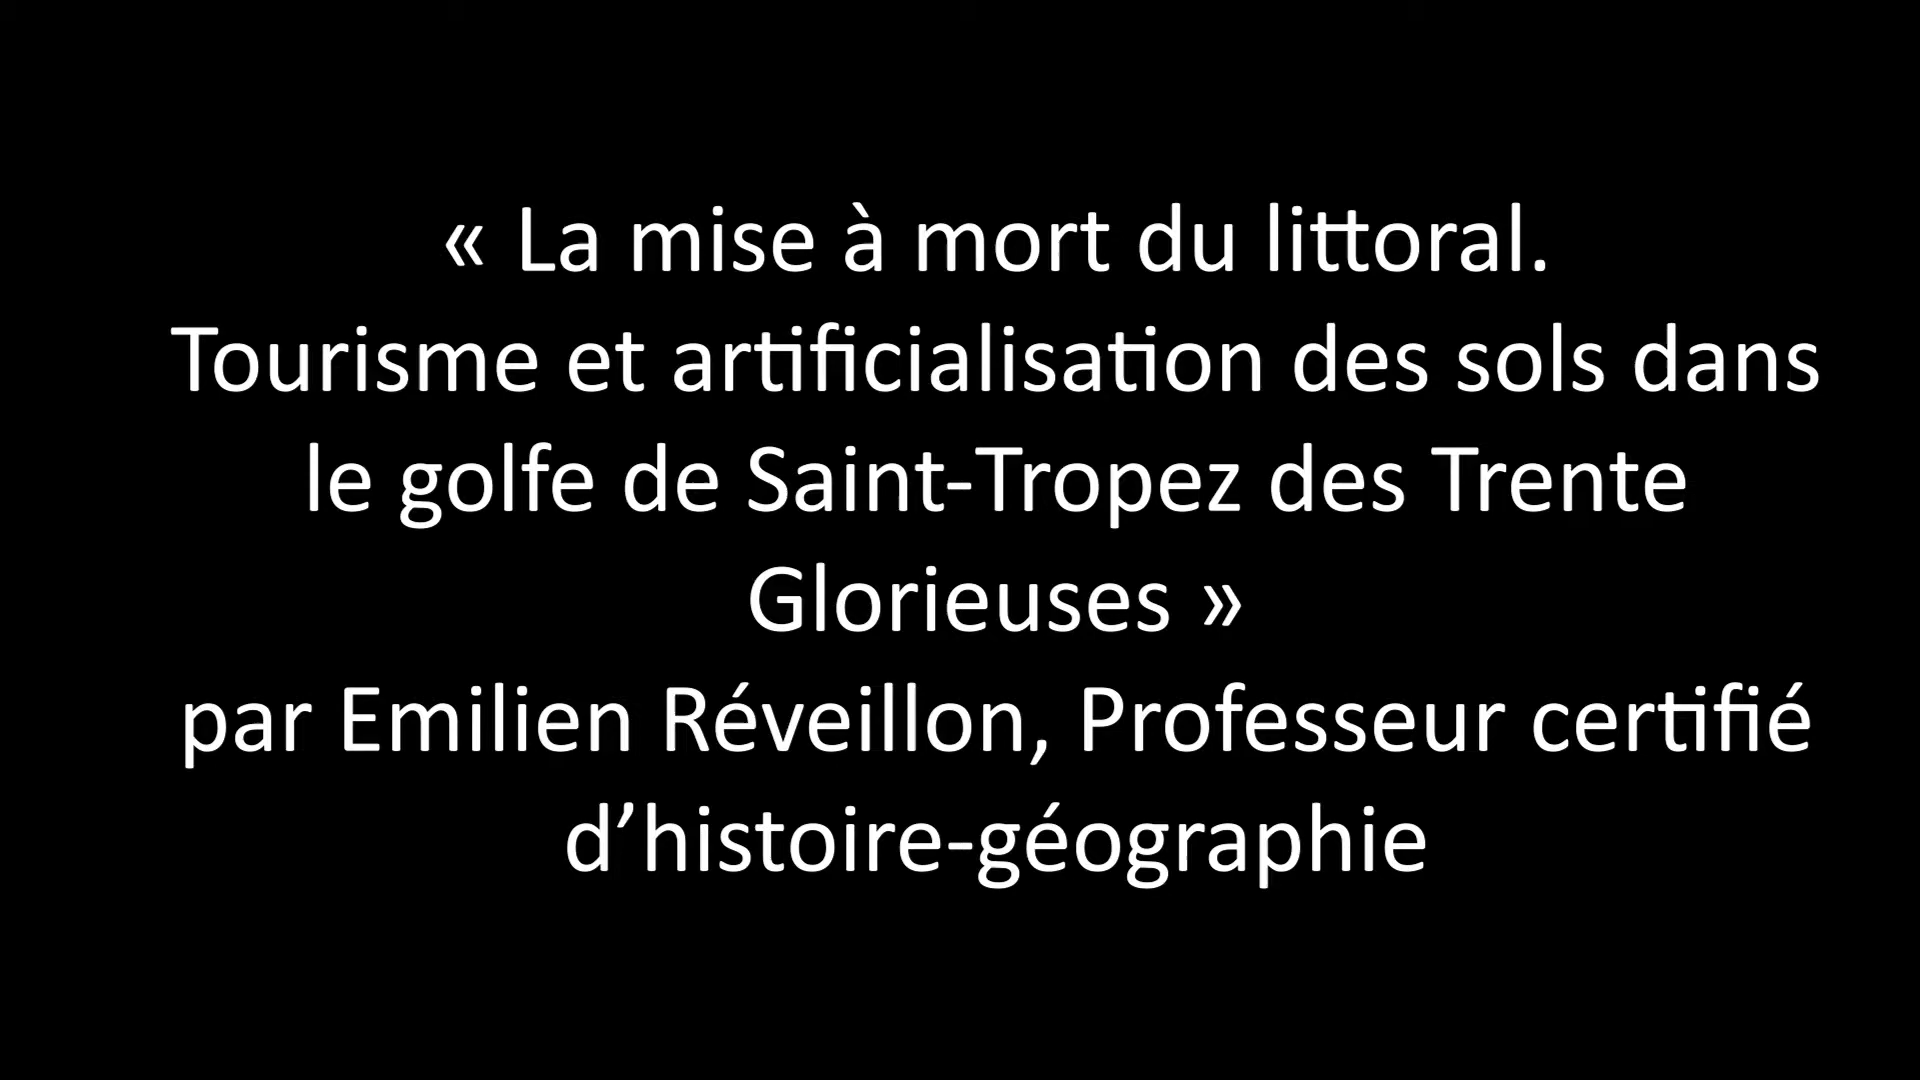 « La mise à mort du littoral.
Tourisme et artificialisation des sols dans
le golfe de Saint-Tropez des Trente
Glorieuses »
par Emilien Réveillon, Professeur certifié
d’histoire-géographie